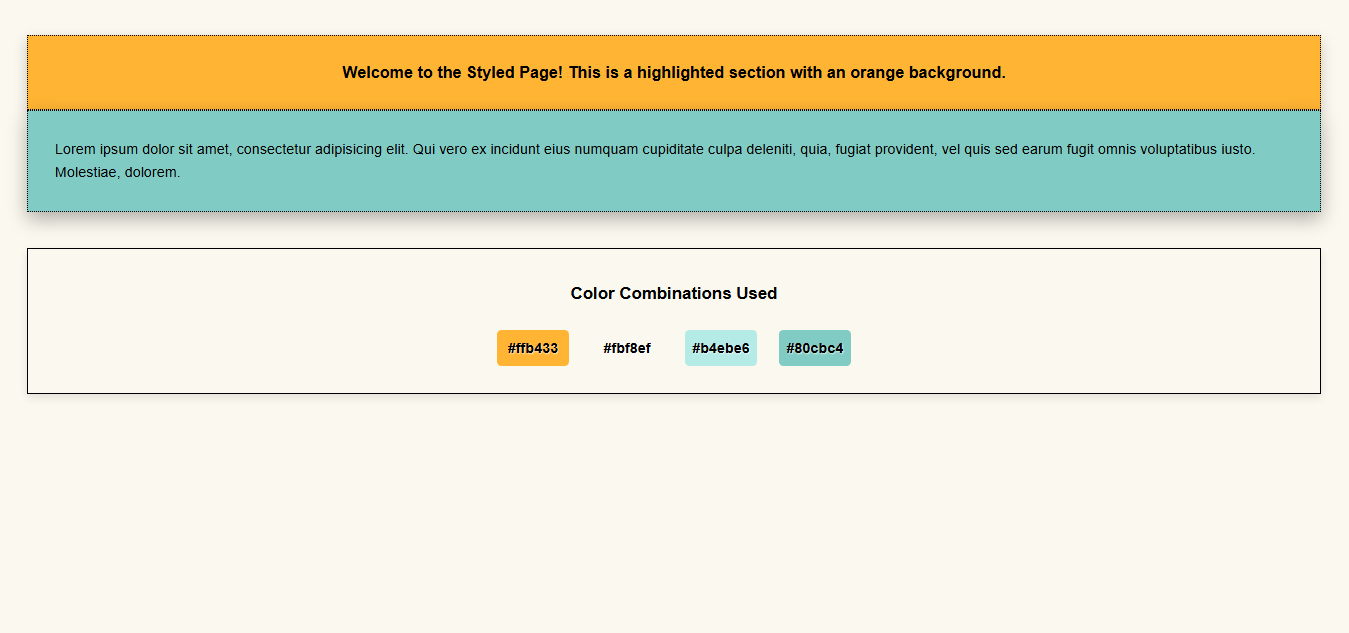 Welcome to the Styled Page! This is a highlighted section with an orange background.
Lorem ipsum dolor sit amet, consectetur adipisicing elit. Qui vero ex incidunt eius numquam cupiditate culpa deleniti, quia, fugiat provident, vel quis sed earum fugit omnis voluptatibus iusto.
Molestiae, dolorem.
Color Combinations Used
#ffb433 #fbf8ef #b4ebe6 #80cbc4